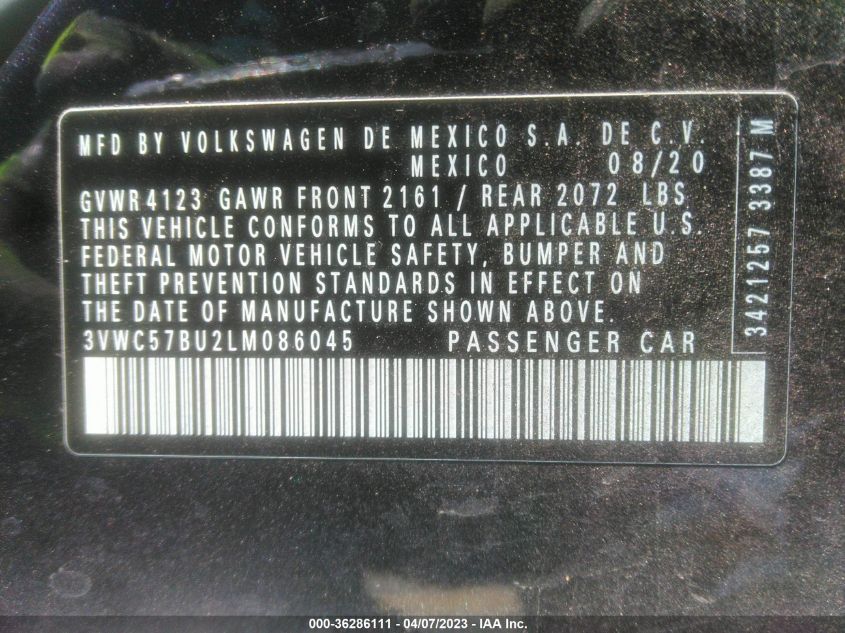 MFD BY VOLKSWAGEN DE MEXICO S.A. DE C.V.
MEXICO 08/20
GVWR 4123 GAWR FRONT 2161 / REAR 2072 LBS
THIS VEHICLE CONFORMS TO ALL APPLICABLE U.S.
FEDERAL MOTOR VEHICLE SAFETY, BUMPER AND
THEFT PREVENTION STANDARDS IN EFFECT ON
THE DATE OF MANUFACTURE SHOWN ABOVE.
3VWC57BU2LM086045 PASSENGER CAR
3421257 3387 M
000-36286111 - 04/07/2023 - IAA Inc.